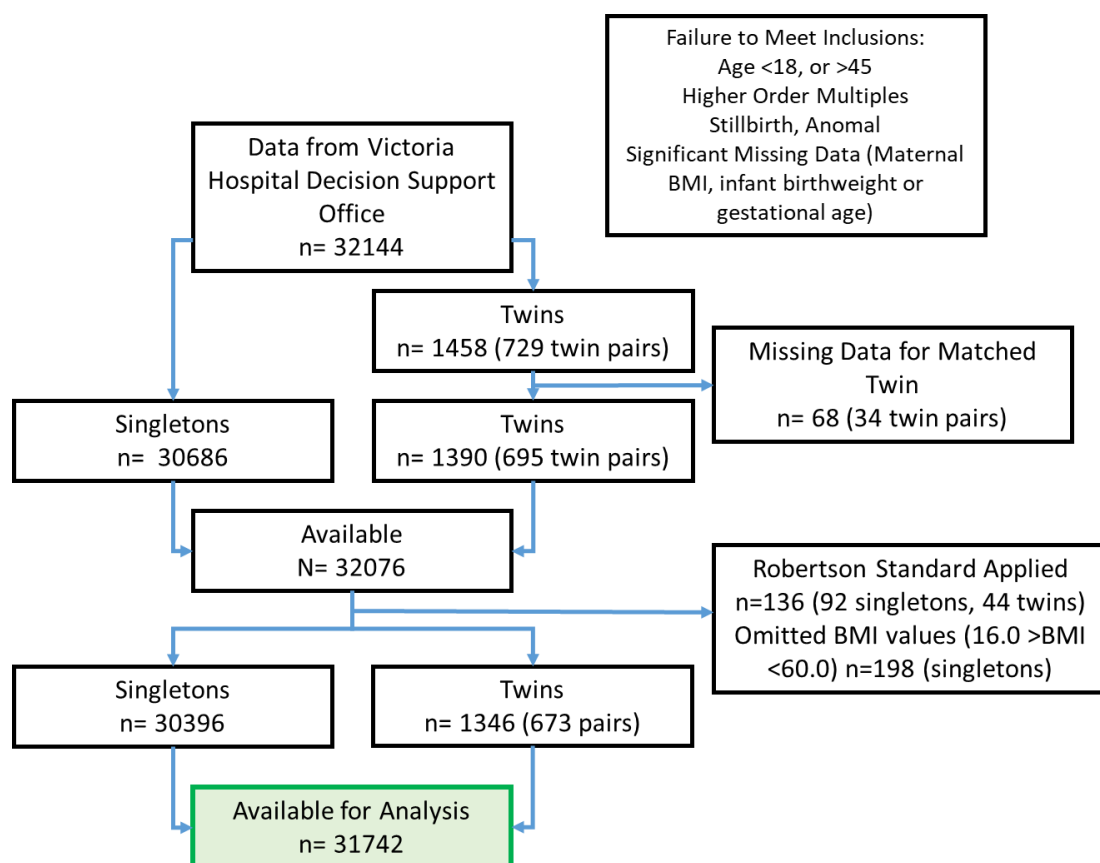 Failure to Meet Inclusions:
Age <18, or >45
Higher Order Multiples
Stillbirth, Anomal
Significant Missing Data (Maternal
BMI, infant birthweight or
gestational age)
Data from Victoria
Hospital Decision Support
Office
n= 32144
Twins
n= 1458 (729 twin pairs)
Missing Data for Matched
Twin
n= 68 (34 twin pairs)
Singletons
n=  30686
Twins
n= 1390 (695 twin pairs)
Available
N= 32076
Robertson Standard Applied
n=136 (92 singletons, 44 twins)
Omitted BMI values (16.0 >BMI
<60.0) n=198 (singletons)
Singletons
n= 30396
Twins
n= 1346 (673 pairs)
Available for Analysis
n= 31742